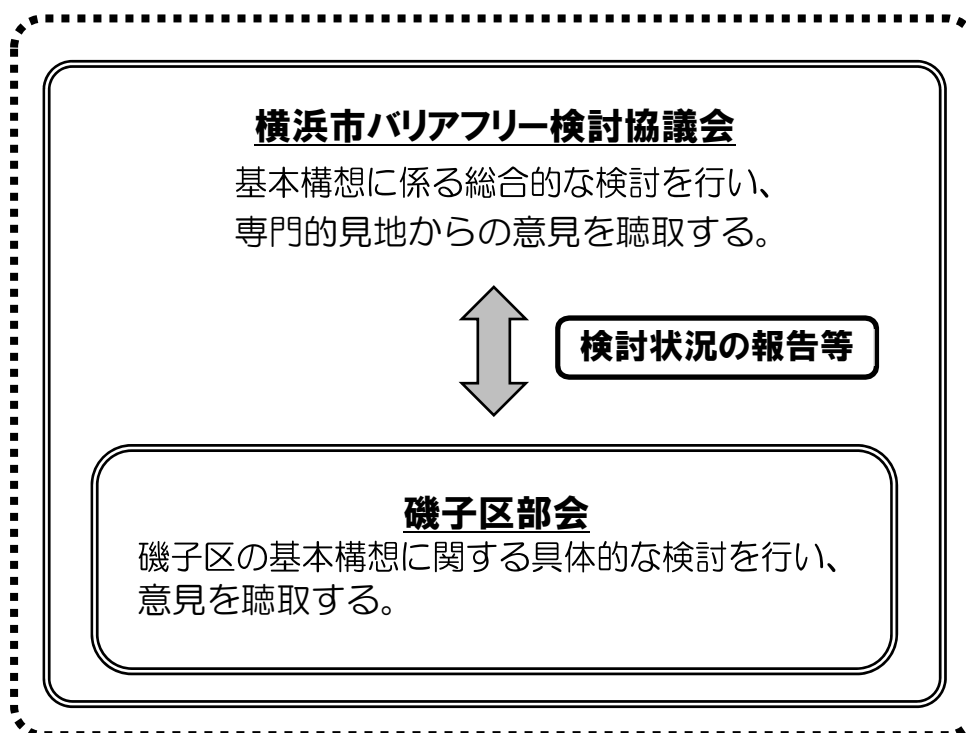 横浜市バリアフリー検討協議会
基本構想に係る総合的な検討を行い、
専門的見地からの意見を聴取する。
検討状況の報告等
磯子区部会
磯子区の基本構想に関する具体的な検討を行い、
意見を聴取する。